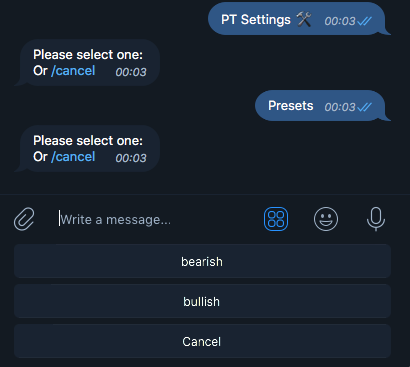 PT Settings 🛠 00:03
Please select one:
Or /cancel 00:03
Presets 00:03
Please select one:
Or /cancel 00:03
Write a message...
bearish
bullish
Cancel